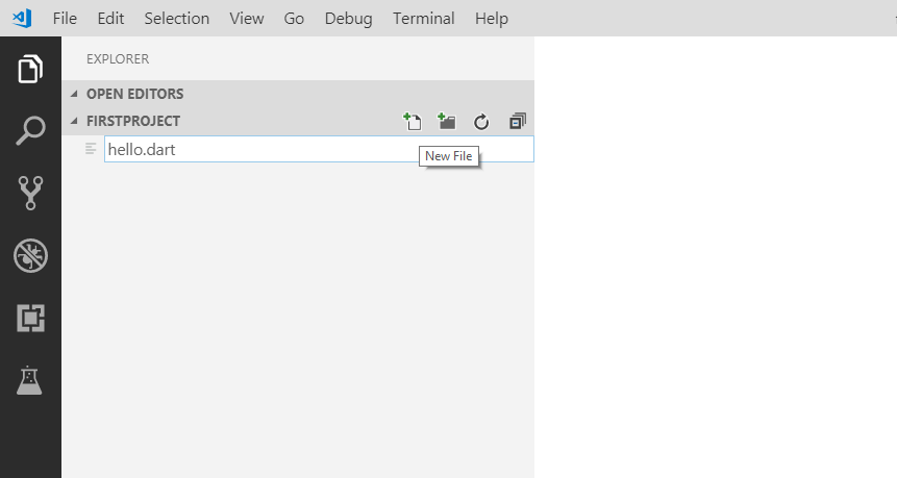 File Edit Selection View Go Debug Terminal Help
EXPLORER
OPEN EDITORS
FIRSTPROJECT
hello.dart
New File